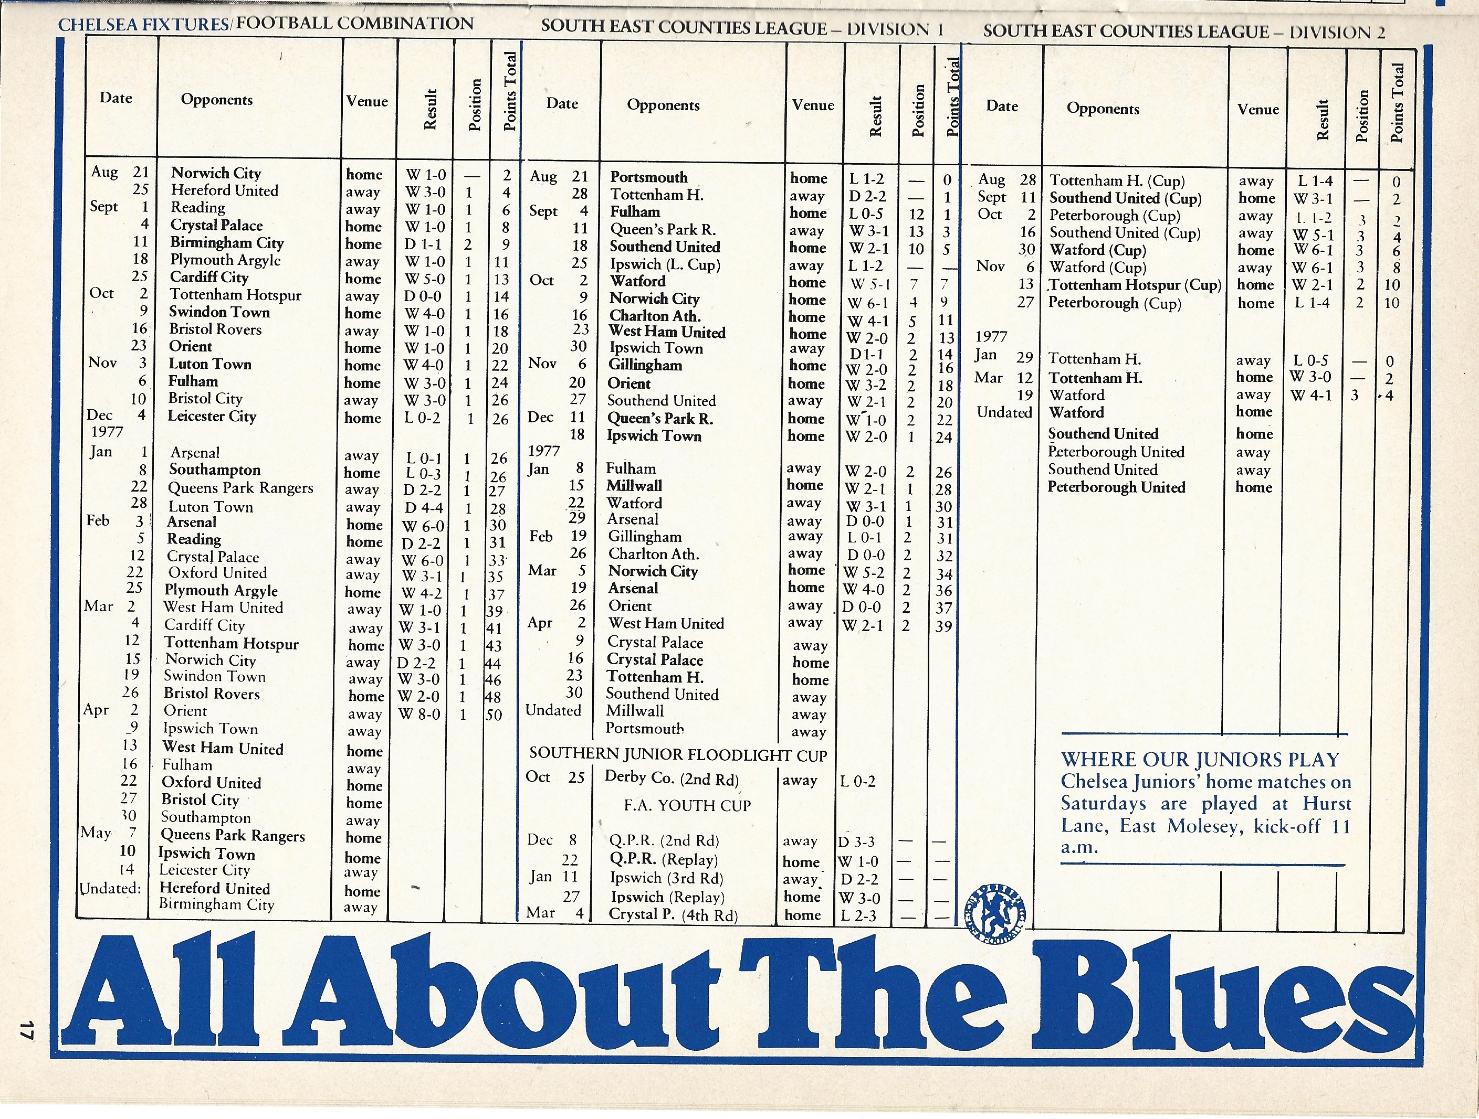 CHELSEA FIXTURES/FOOTBALL COMBINATION
Date Opponents Venue Result Position Points Total
Aug 21 Norwich City home W 1-0 — 2
25 Hereford United away W 3-0 1 4
Sept 1 Reading away W 1-0 1 6
4 Crystal Palace home W 1-0 1 8
11 Birmingham City home D 1-1 2 9
18 Plymouth Argyle away W 1-0 1 11
25 Cardiff City home W 5-0 1 13
Oct 2 Tottenham Hotspur away D 0-0 1 14
9 Swindon Town home W 4-0 1 16
16 Bristol Rovers away W 1-0 1 18
23 Orient home W 1-0 1 20
Nov 3 Luton Town home W 4-0 1 22
6 Fulham home W 3-0 1 24
10 Bristol City away W 3-0 1 26
Dec 4 Leicester City home L 0-2 1 26
1977
Jan 1 Arsenal away L 0-1 1 26
8 Southampton home L 0-3 1 26
22 Queens Park Rangers away D 2-2 1 27
28 Luton Town away D 4-4 1 28
Feb 3 Arsenal home W 6-0 1 30
5 Reading home D 2-2 1 31
12 Crystal Palace away W 6-0 1 33
22 Oxford United away W 3-1 1 35
25 Plymouth Argyle home W 4-2 1 37
Mar 2 West Ham United away W 1-0 1 39
4 Cardiff City away W 3-1 1 41
12 Tottenham Hotspur home W 3-0 1 43
15 Norwich City away D 2-2 1 44
19 Swindon Town away W 3-0 1 46
26 Bristol Rovers home W 2-0 1 48
Apr 2 Orient away W 8-0 1 50
9 Ipswich Town away
13 West Ham United home
16 Fulham away
22 Oxford United home
27 Bristol City home
30 Southampton away
May 7 Queens Park Rangers home
10 Ipswich Town home
14 Leicester City away
Undated: Hereford United home
Birmingham City away
SOUTH EAST COUNTIES LEAGUE – DIVISION 1
Date Opponents Venue Result Position Points Total
Aug 21 Portsmouth home L 1-2 — 0
28 Tottenham H. away D 2-2 — 1
Sept 4 Fulham home L 0-5 12 1
11 Queen's Park R. away W 3-1 13 3
18 Southend United home W 2-1 10 5
25 Ipswich (L. Cup) away L 1-2 — —
Oct 2 Watford home W 5-1 7 7
9 Norwich City home W 6-1 4 9
16 Charlton Ath. home W 4-1 5 11
23 West Ham United home W 2-0 2 13
30 Ipswich Town away D1-1 2 14
Nov 6 Gillingham home W 2-0 2 16
20 Orient home W 3-2 2 18
27 Southend United away W 2-1 2 20
Dec 11 Queen's Park R. home W 1-0 2 22
18 Ipswich Town home W 2-0 1 24
1977
Jan 8 Fulham away W 2-0 2 26
15 Millwall home W 2-1 1 28
22 Watford away W 3-1 1 30
29 Arsenal away D 0-0 1 31
Feb 19 Gillingham away L 0-1 2 31
26 Charlton Ath. away D 0-0 2 32
Mar 5 Norwich City home W 5-2 2 34
19 Arsenal home W 4-0 2 36
26 Orient away D 0-0 2 37
Apr 2 West Ham United away W 2-1 2 39
9 Crystal Palace away
16 Crystal Palace home
23 Tottenham H. home
30 Southend United away
Undated Millwall away
Portsmouth away
SOUTHERN JUNIOR FLOODLIGHT CUP
Oct 25 Derby Co. (2nd Rd) away L 0-2
F.A. YOUTH CUP
Dec 8 Q.P.R. (2nd Rd) away D 3-3 — —
22 Q.P.R. (Replay) home W 1-0 — —
Jan 11 Ipswich (3rd Rd) away D 2-2 — —
27 Ipswich (Replay) home W 3-0 — —
Mar 4 Crystal P. (4th Rd) home L 2-3 — —
SOUTH EAST COUNTIES LEAGUE – DIVISION 2
Date Opponents Venue Result Position Points Total
Aug 28 Tottenham H. (Cup) away L 1-4 — 0
Sept 11 Southend United (Cup) home W 3-1 — 2
Oct 2 Peterborough (Cup) away L 1-2 3 2
16 Southend United (Cup) away W 5-1 3 4
30 Watford (Cup) home W 6-1 3 6
Nov 6 Watford (Cup) away W 6-1 3 8
13 Tottenham Hotspur (Cup) home W 2-1 2 10
27 Peterborough (Cup) home L 1-4 2 10
1977
Jan 29 Tottenham H. away L 0-5 — 0
Mar 12 Tottenham H. home W 3-0 — 2
19 Watford away W 4-1 3 4
Undated Watford home
Southend United home
Peterborough United away
Southend United away
Peterborough United home
WHERE OUR JUNIORS PLAY
Chelsea Juniors' home matches on
Saturdays are played at Hurst
Lane, East Molesey, kick-off 11
a.m.
All About The Blues
17